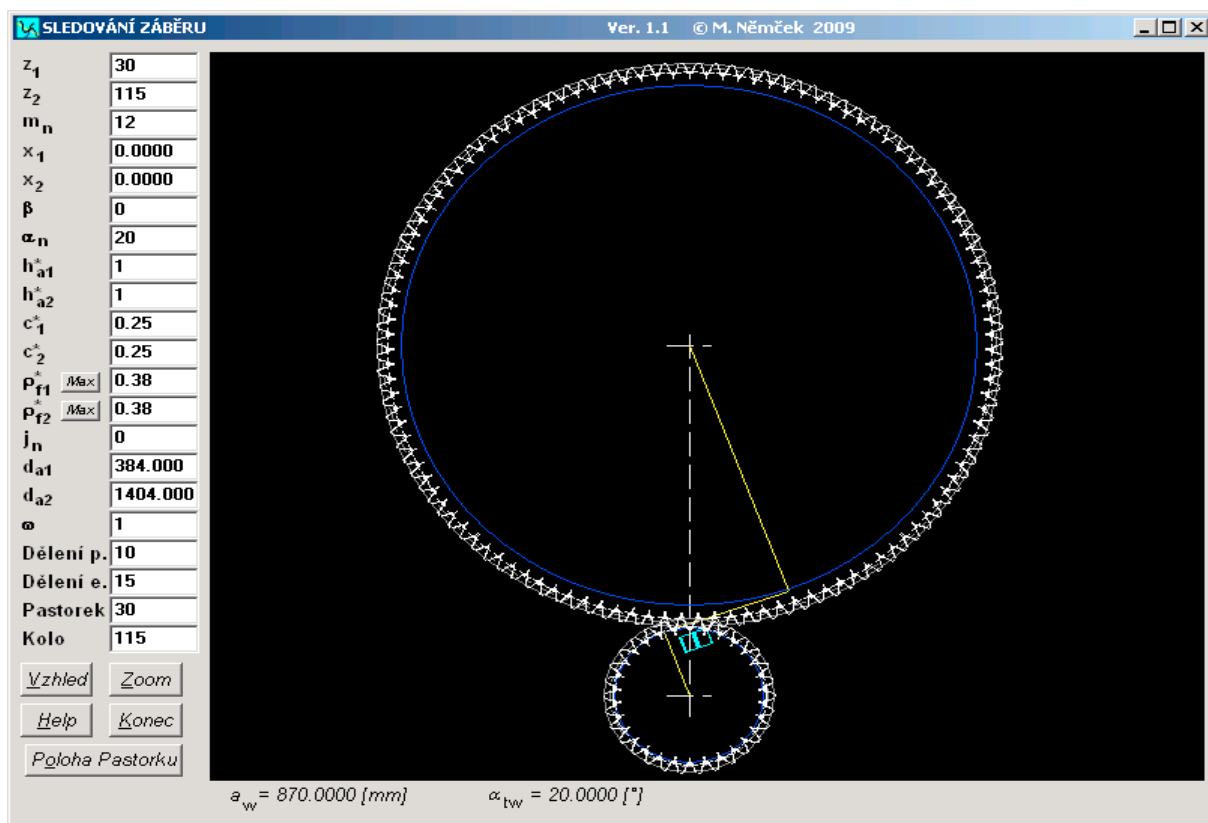 SLEDOVÁNÍ ZÁBĚRU Ver. 1.1 © M. Němček 2009
z1 30
z2 115
mn 12
x1 0.0000
x2 0.0000
β 0
αn 20
h*a1 1
h*a2 1
c*1 0.25
c*2 0.25
ρ*f1 Max 0.38
ρ*f2 Max 0.38
jn 0
da1 384.000
da2 1404.000
ω 1
Dělení p. 10
Dělení e. 15
Pastorek 30
Kolo 115
Vzhled Zoom
Help Konec
Poloha Pastorku
aw = 870.0000 [mm] αtw = 20.0000 [°]